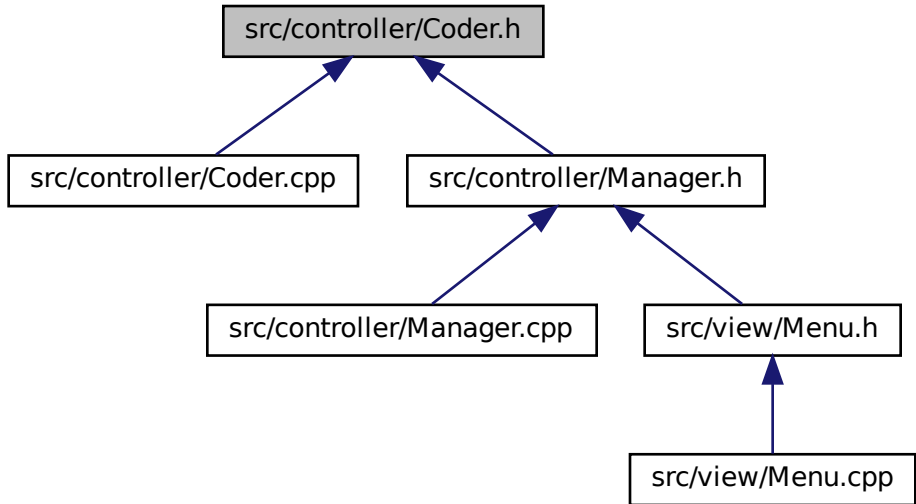 src/controller/Coder.h
src/controller/Coder.cpp
src/controller/Manager.h
src/controller/Manager.cpp
src/view/Menu.h
src/view/Menu.cpp